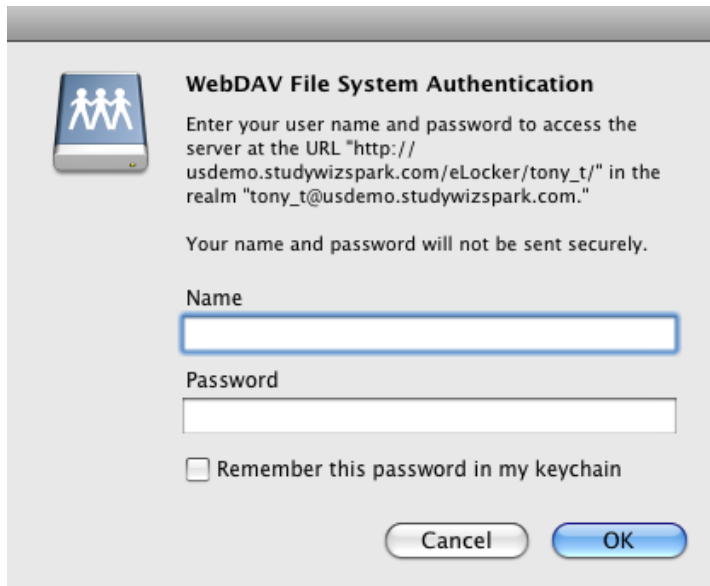 WebDAV File System Authentication
Enter your user name and password to access the
server at the URL "http://
usdemo.studywizspark.com/eLocker/tony_t/" in the
realm "tony_t@usdemo.studywizspark.com."
Your name and password will not be sent securely.
Name
Password
Remember this password in my keychain
Cancel OK